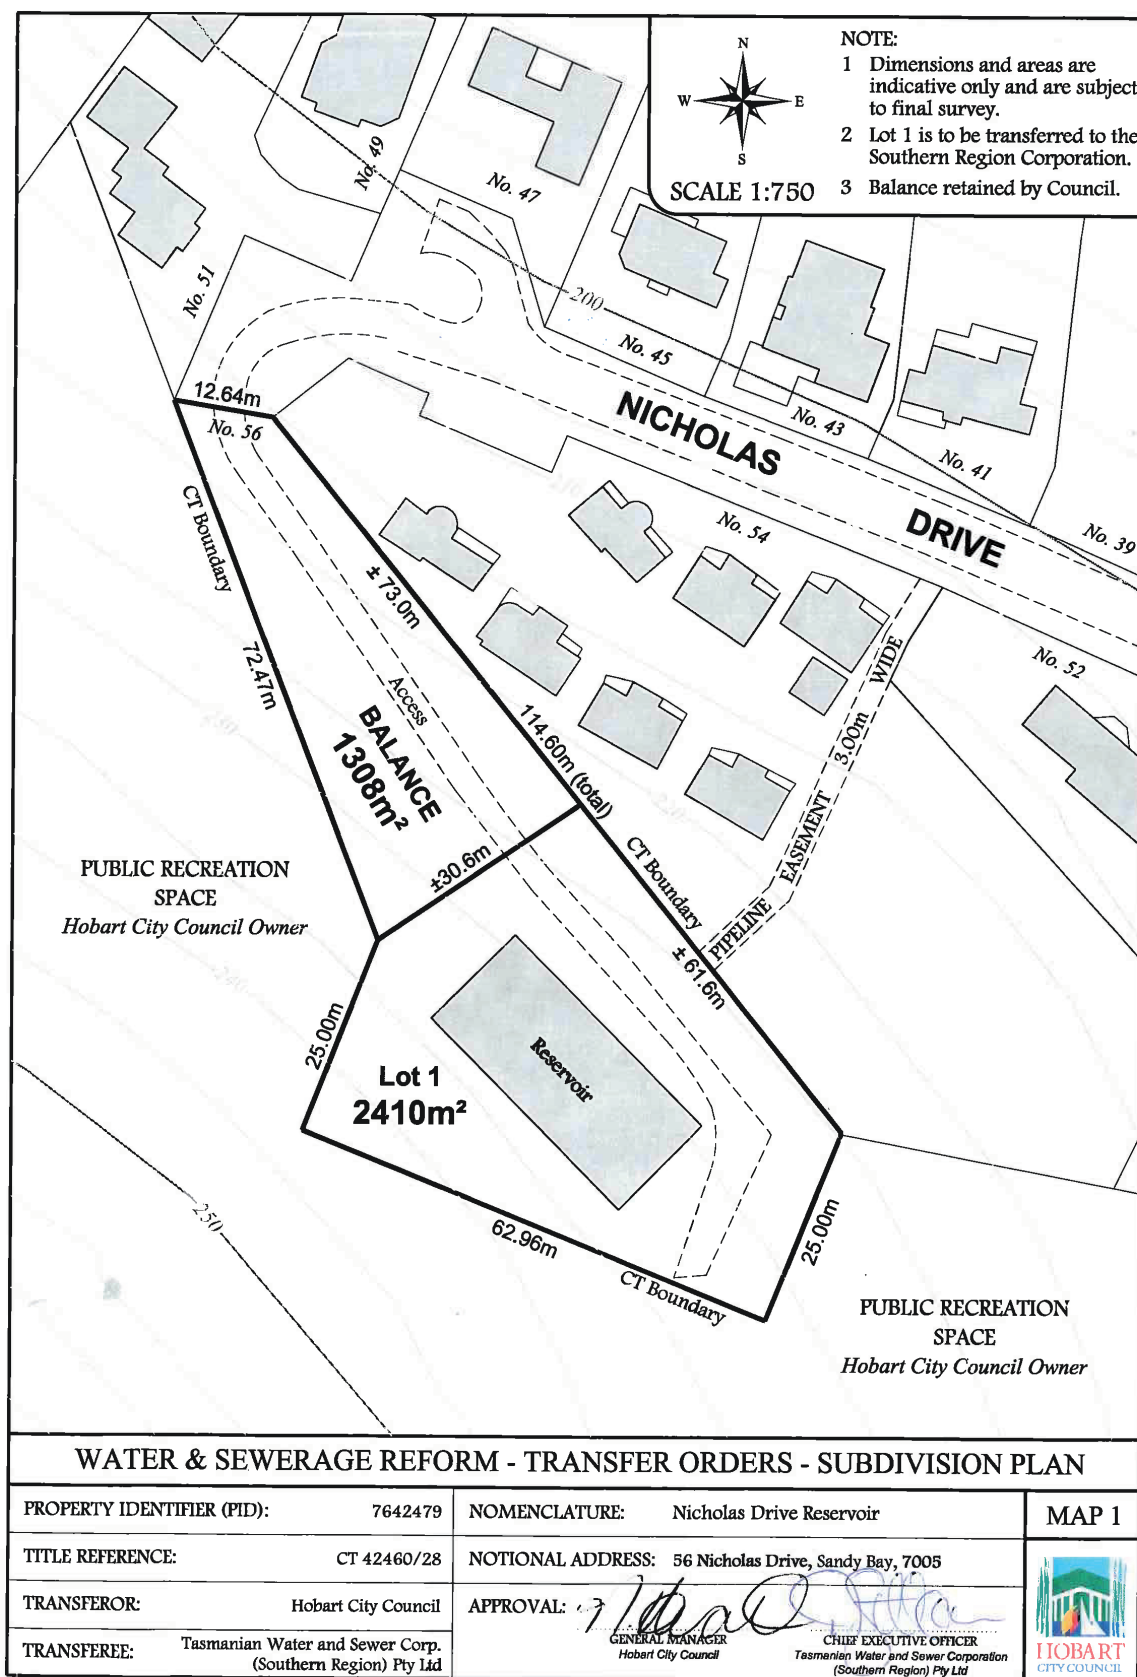 N
W
E
S
SCALE 1:750
NOTE:
1 Dimensions and areas are
indicative only and are subject
to final survey.
2 Lot 1 is to be transferred to the
Southern Region Corporation.
3 Balance retained by Council.
No. 49
No. 47
No. 51
200
No. 45
No. 43
No. 41
No. 39
NICHOLAS
DRIVE
12.64m
No. 56
No. 54
No. 52
CT Boundary
± 73.0m
72.47m
Access
BALANCE
1308m²
114.60m (total)
PIPELINE EASEMENT 3.00m WIDE
±30.6m
CT Boundary
± 61.6m
PUBLIC RECREATION
SPACE
Hobart City Council Owner
25.00m
Reservoir
Lot 1
2410m²
250
62.96m
CT Boundary
25.00m
PUBLIC RECREATION
SPACE
Hobart City Council Owner
WATER & SEWERAGE REFORM - TRANSFER ORDERS - SUBDIVISION PLAN
PROPERTY IDENTIFIER (PID): 7642479
NOMENCLATURE: Nicholas Drive Reservoir
MAP 1
TITLE REFERENCE: CT 42460/28
NOTIONAL ADDRESS: 56 Nicholas Drive, Sandy Bay, 7005
TRANSFEROR: Hobart City Council
APPROVAL:
GENERAL MANAGER
Hobart City Council
CHIEF EXECUTIVE OFFICER
Tasmanian Water and Sewer Corporation
(Southern Region) Pty Ltd
TRANSFEREE: Tasmanian Water and Sewer Corp.
(Southern Region) Pty Ltd
HOBART
CITY COUNCIL